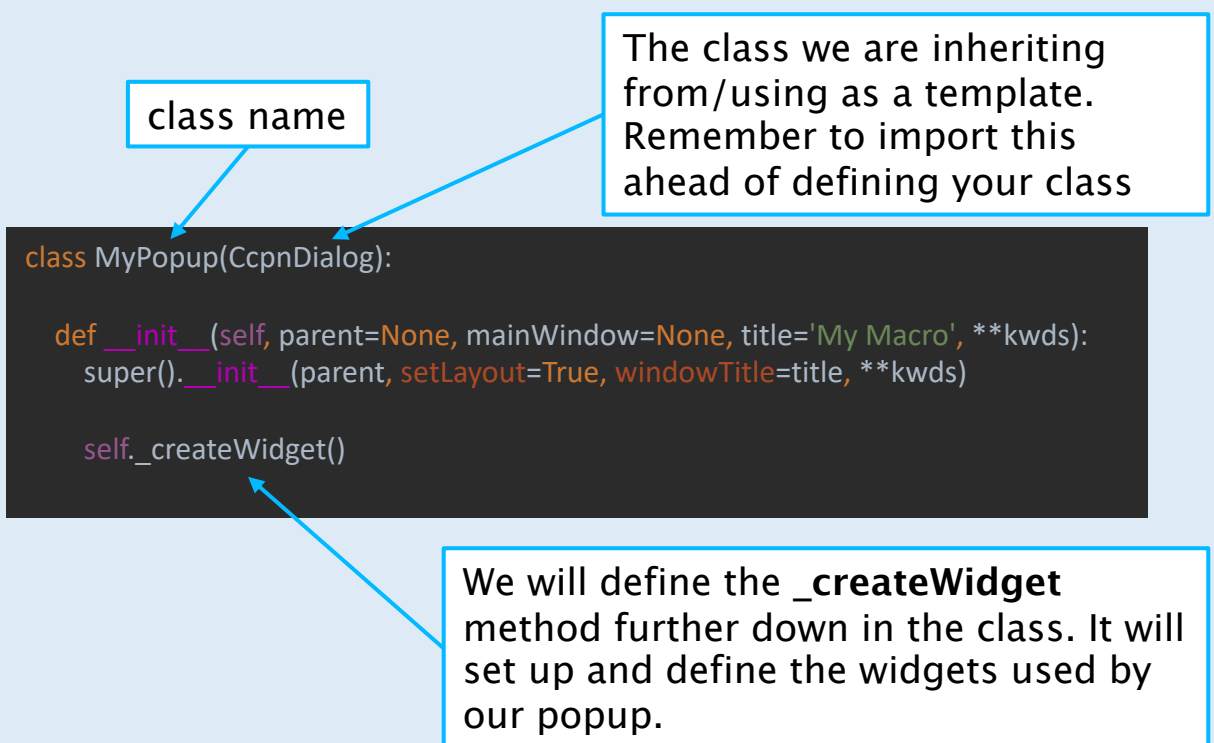 The class we are inheriting
from/using as a template.
Remember to import this
ahead of defining your class
class name
class MyPopup(CcpnDialog):
def __init__(self, parent=None, mainWindow=None, title='My Macro', **kwds):
super().__init__(parent, setLayout=True, windowTitle=title, **kwds)
self._createWidget()
We will define the _createWidget
method further down in the class. It will
set up and define the widgets used by
our popup.